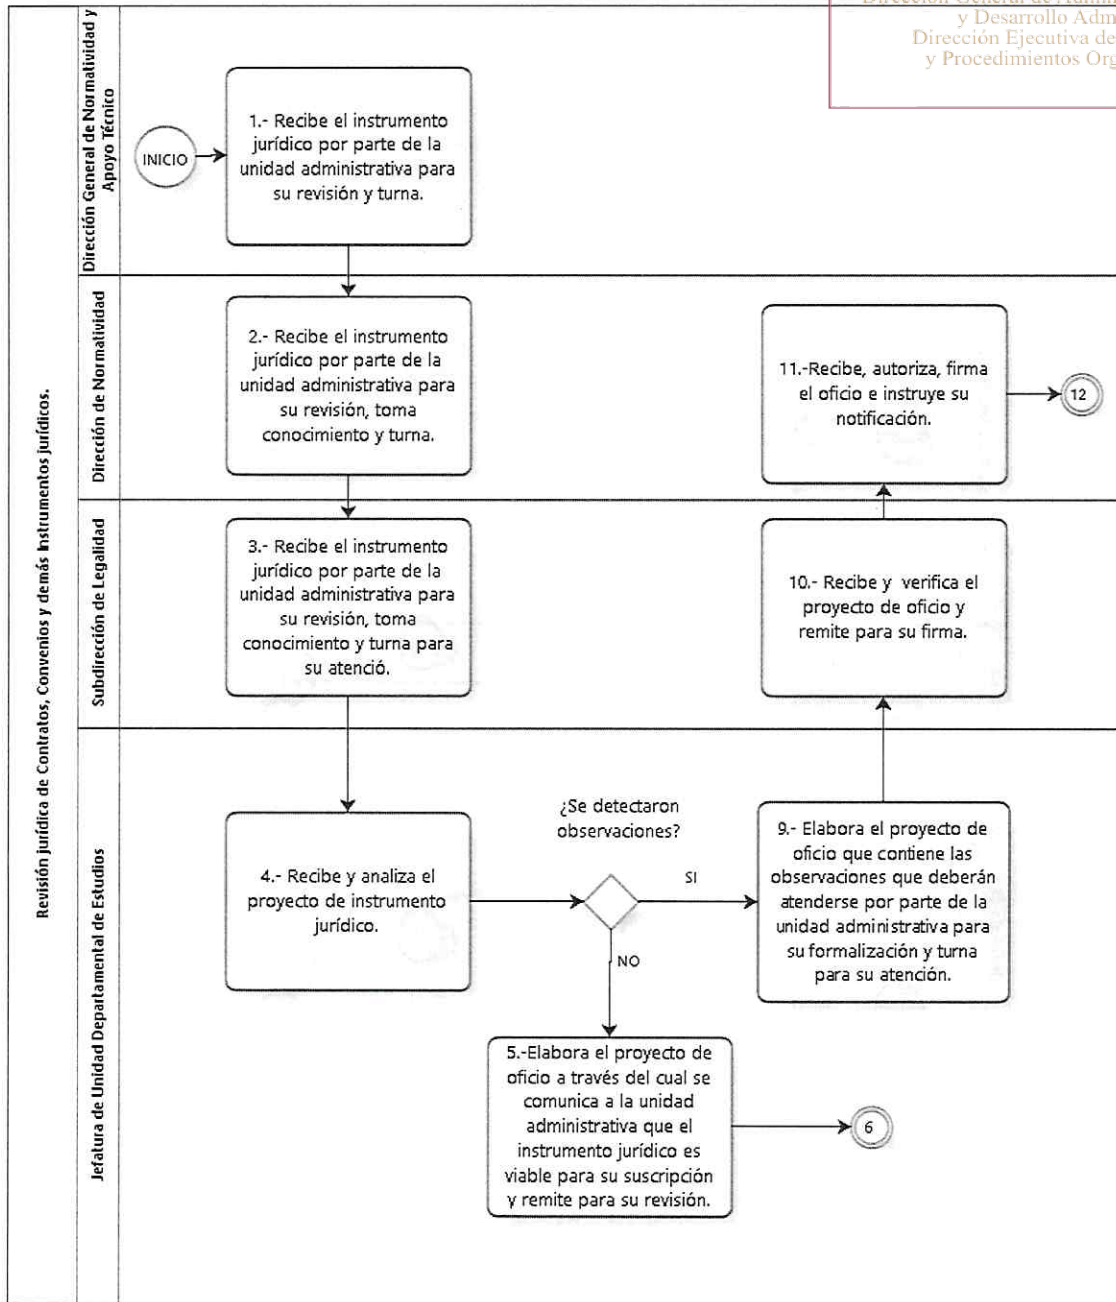 Dirección General de Admin
y Desarrollo Adm
Dirección Ejecutiva de
y Procedimientos Org
Revisión jurídica de Contratos, Convenios y demás Instrumentos jurídicos.
Dirección General de Normatividad y
Apoyo Técnico
INICIO
1.- Recibe el instrumento
jurídico por parte de la
unidad administrativa para
su revisión y turna.
Dirección de Normatividad
2.- Recibe el instrumento
jurídico por parte de la
unidad administrativa para
su revisión, toma
conocimiento y turna.
11.-Recibe, autoriza, firma
el oficio e instruye su
notificación.
12
Subdirección de Legalidad
3.- Recibe el instrumento
jurídico por parte de la
unidad administrativa para
su revisión, toma
conocimiento y turna para
su atenció.
10.- Recibe y verifica el
proyecto de oficio y
remite para su firma.
Jefatura de Unidad Departamental de Estudios
4.- Recibe y analiza el
proyecto de instrumento
jurídico.
¿Se detectaron
observaciones?
SI
NO
9.- Elabora el proyecto de
oficio que contiene las
observaciones que deberán
atenderse por parte de la
unidad administrativa para
su formalización y turna
para su atención.
5.-Elabora el proyecto de
oficio a través del cual se
comunica a la unidad
administrativa que el
instrumento jurídico es
viable para su suscripción
y remite para su revisión.
6